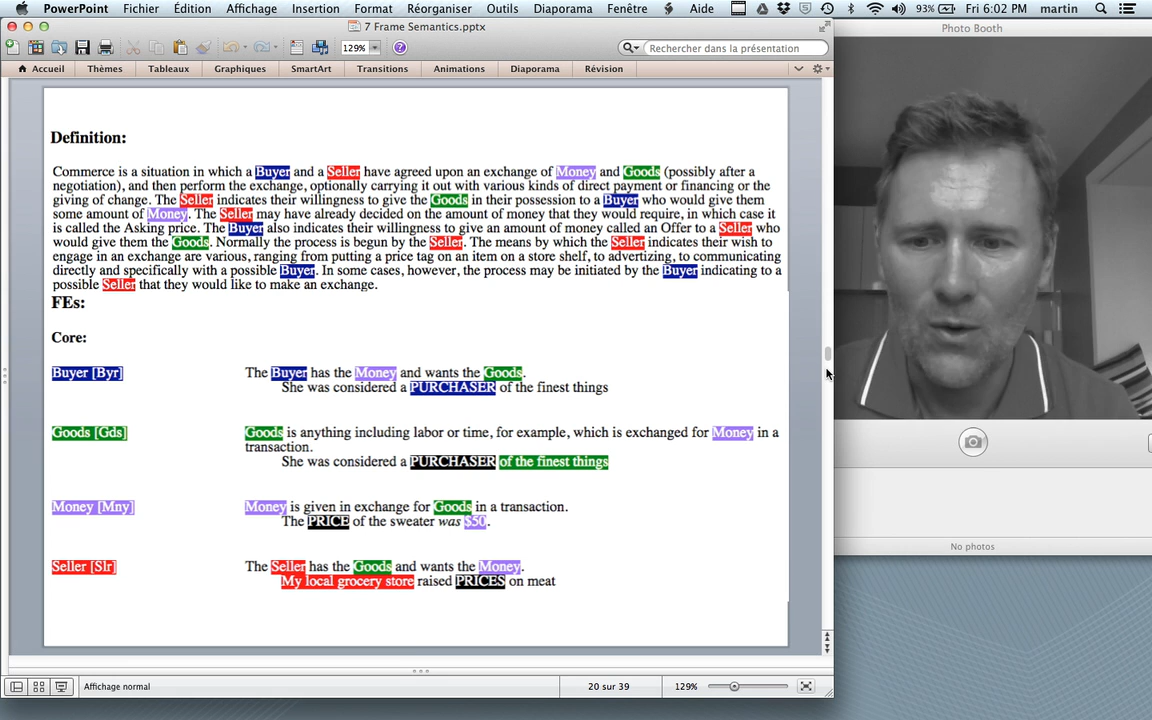 PowerPoint Fichier Édition Affichage Insertion Format Réorganiser Outils Diaporama Fenêtre Aide 93% Fri 6:02 PM martin
7 Frame Semantics.pptx
Photo Booth
129% Rechercher dans la présentation
Accueil Thèmes Tableaux Graphiques SmartArt Transitions Animations Diaporama Révision
Definition:
Commerce is a situation in which a Buyer and a Seller have agreed upon an exchange of Money and Goods (possibly after a
negotiation), and then perform the exchange, optionally carrying it out with various kinds of direct payment or financing or the
giving of change. The Seller indicates their willingness to give the Goods in their possession to a Buyer who would give them
some amount of Money. The Seller may have already decided on the amount of money that they would require, in which case it
is called the Asking price. The Buyer also indicates their willingness to give an amount of money called an Offer to a Seller who
would give them the Goods. Normally the process is begun by the Seller. The means by which the Seller indicates their wish to
engage in an exchange are various, ranging from putting a price tag on an item on a store shelf, to advertizing, to communicating
directly and specifically with a possible Buyer. In some cases, however, the process may be initiated by the Buyer indicating to a
possible Seller that they would like to make an exchange.
FEs:
Core:
Buyer [Byr] The Buyer has the Money and wants the Goods.
She was considered a PURCHASER of the finest things
Goods [Gds] Goods is anything including labor or time, for example, which is exchanged for Money in a
transaction.
She was considered a PURCHASER of the finest things
Money [Mny] Money is given in exchange for Goods in a transaction.
The PRICE of the sweater was $50.
Seller [Slr] The Seller has the Goods and wants the Money.
My local grocery store raised PRICES on meat
No photos
Affichage normal 20 sur 39 129%